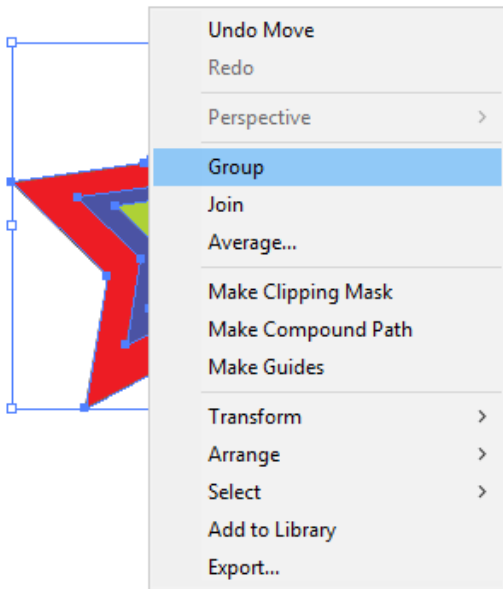 Undo Move
Redo
Perspective
Group
Join
Average...
Make Clipping Mask
Make Compound Path
Make Guides
Transform
Arrange
Select
Add to Library
Export...